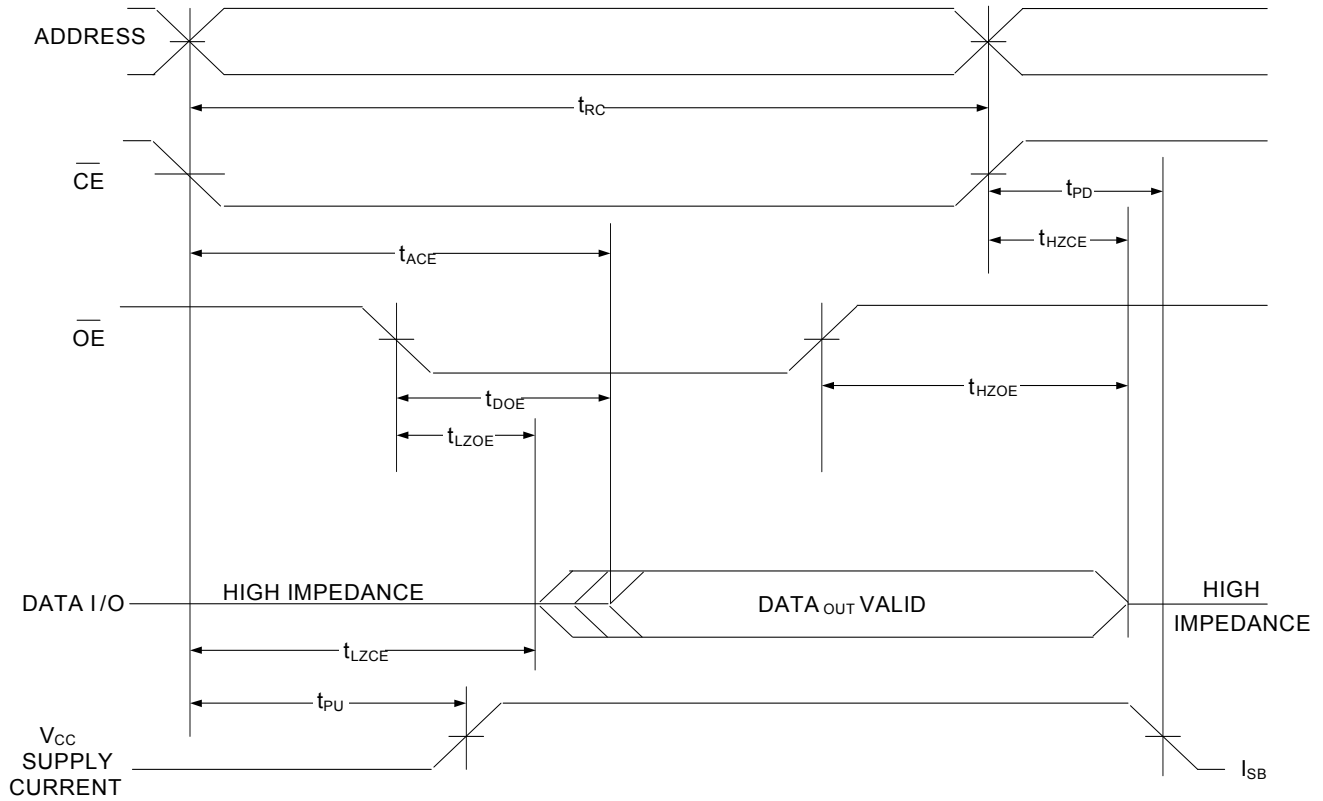 ADDRESS
tRC
CE
tPD
tHZCE
tACE
OE
tHZOE
tDOE
tLZOE
DATA I/O
HIGH IMPEDANCE
DATA OUT VALID
HIGH
IMPEDANCE
tLZCE
tPU
VCC
SUPPLY
CURRENT
ISB